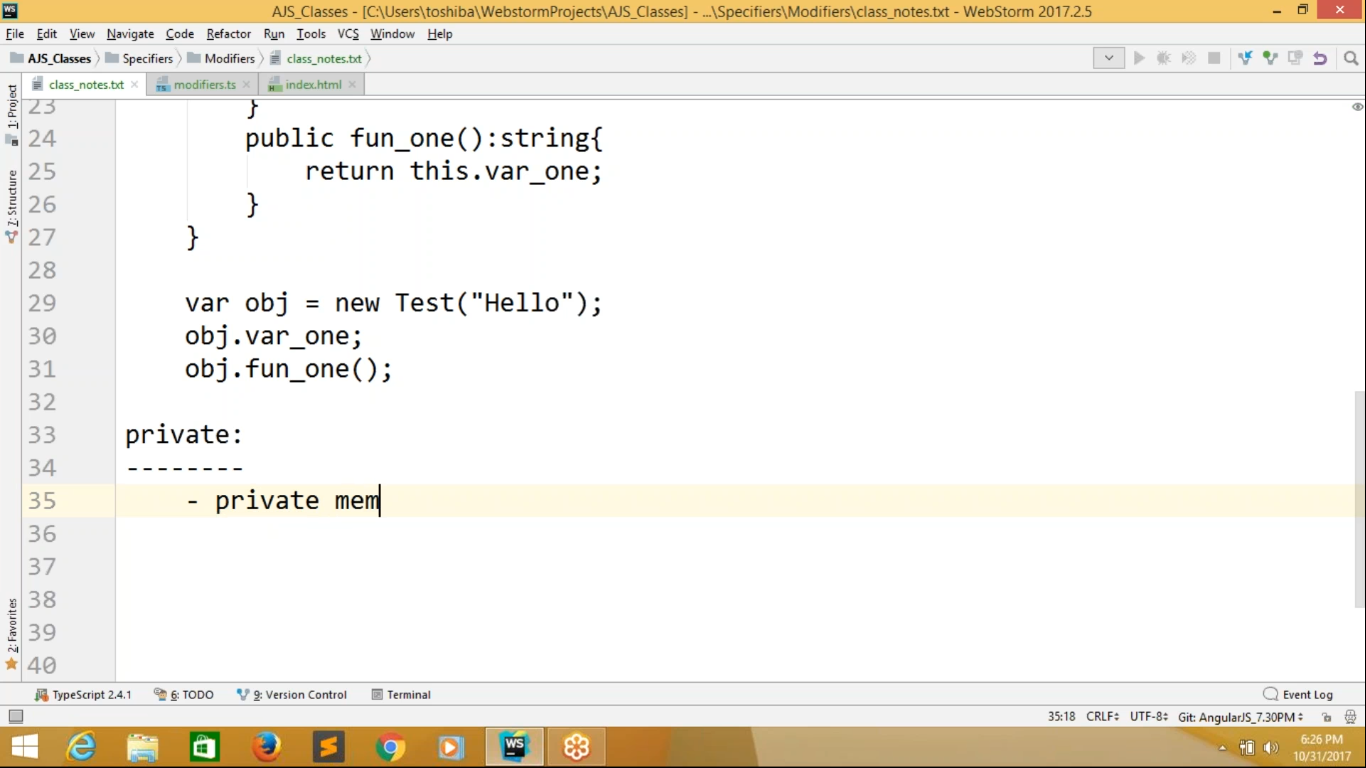 AJS_Classes - [C:\Users\toshiba\WebstormProjects\AJS_Classes] - ...\Specifiers\Modifiers\class_notes.txt - WebStorm 2017.2.5
File Edit View Navigate Code Refactor Run Tools VCS Window Help
AJS_Classes Specifiers Modifiers class_notes.txt
class_notes.txt modifiers.ts index.html
1: Project
7: Structure
2: Favorites
23 }
24 public fun_one():string{
25 return this.var_one;
26 }
27 }
28
29 var obj = new Test("Hello");
30 obj.var_one;
31 obj.fun_one();
32
33 private:
34 --------
35 - private mem
36
37
38
39
40
TypeScript 2.4.1 6: TODO 9: Version Control Terminal Event Log
35:18 CRLF UTF-8 Git: AngularJS_7.30PM
6:26 PM
10/31/2017